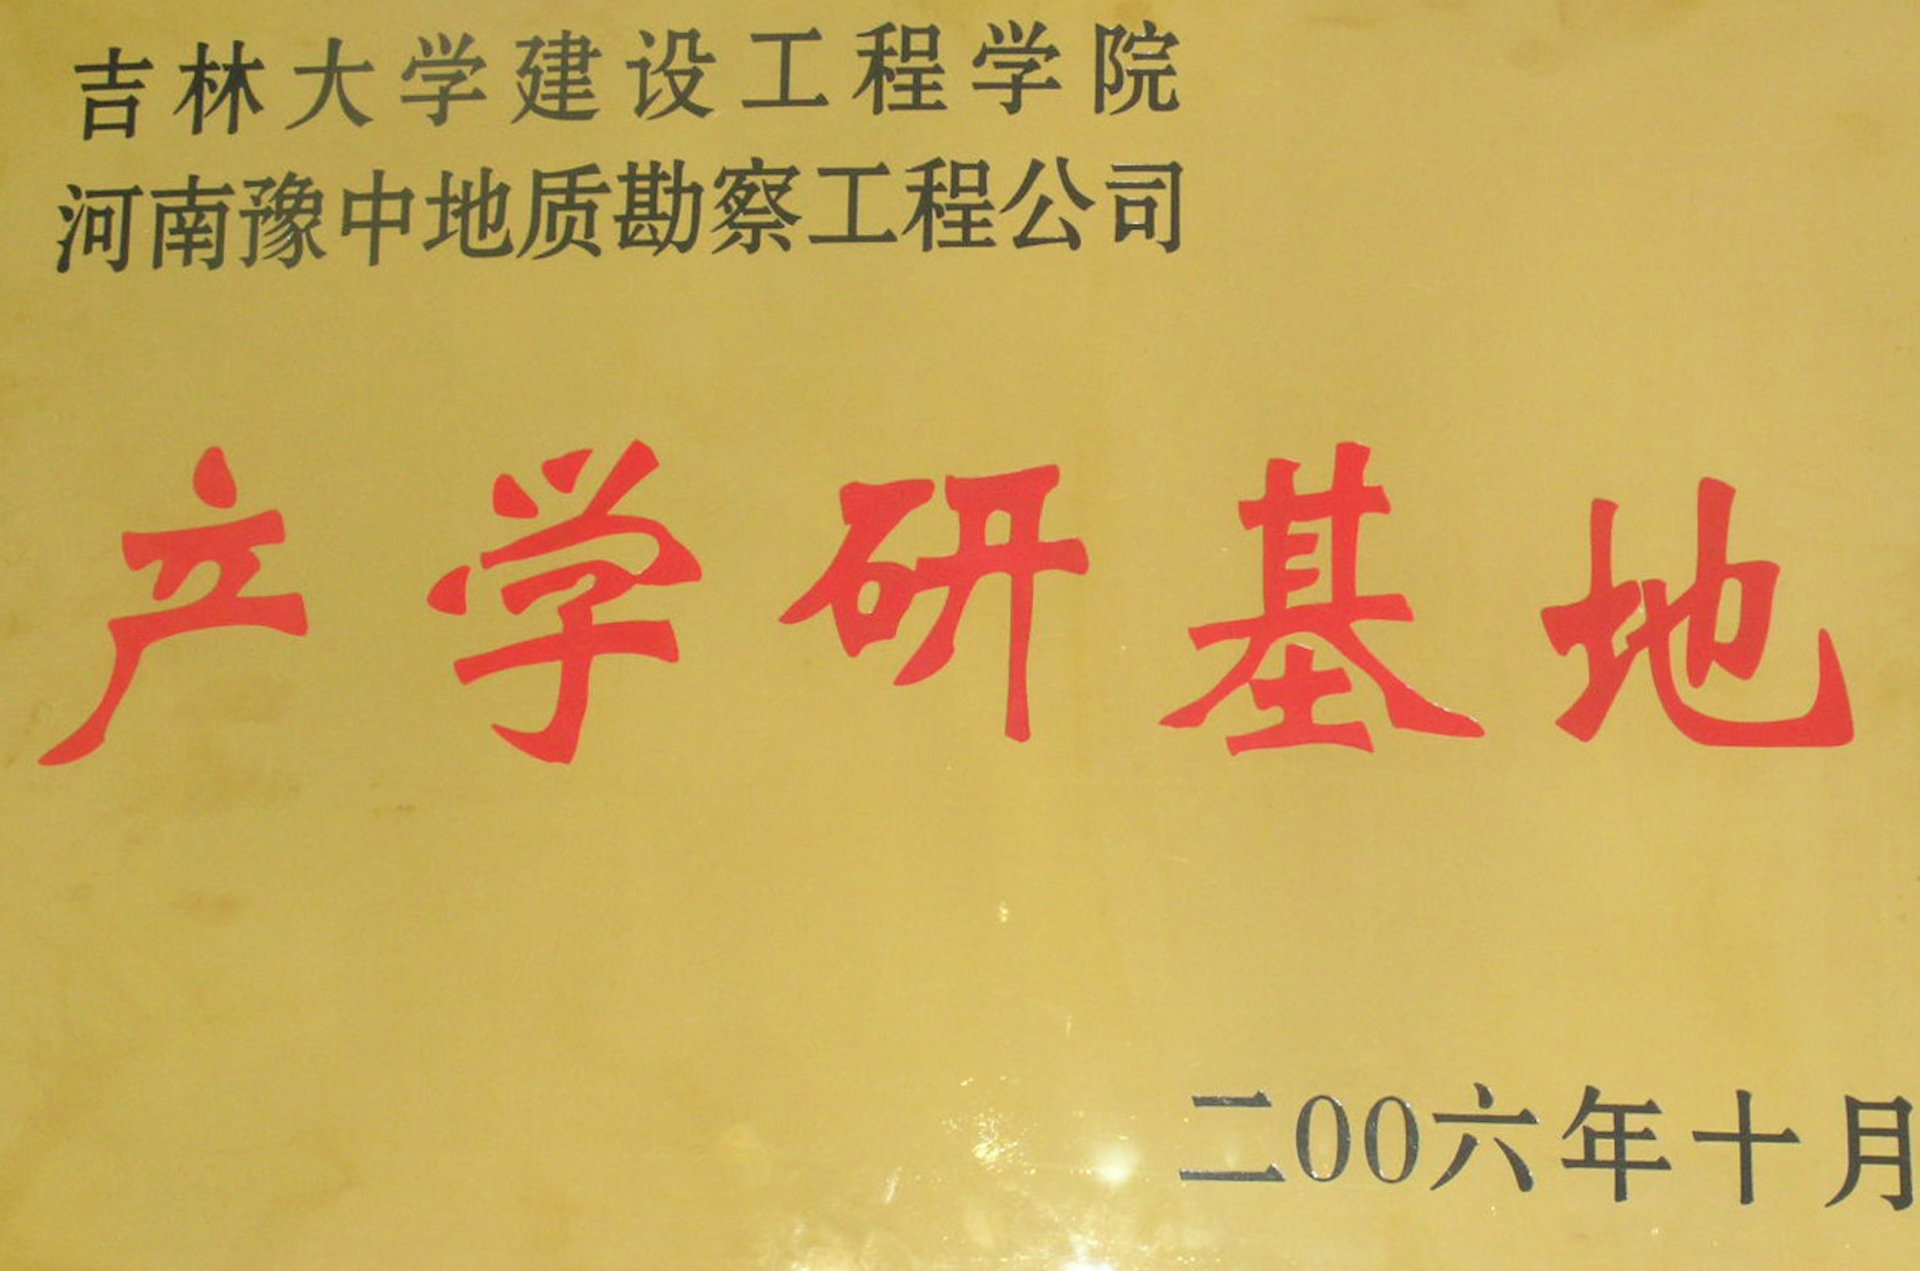 吉林大学建设工程学院
河南豫中地质勘察工程公司
产学研基地
二00六年十月